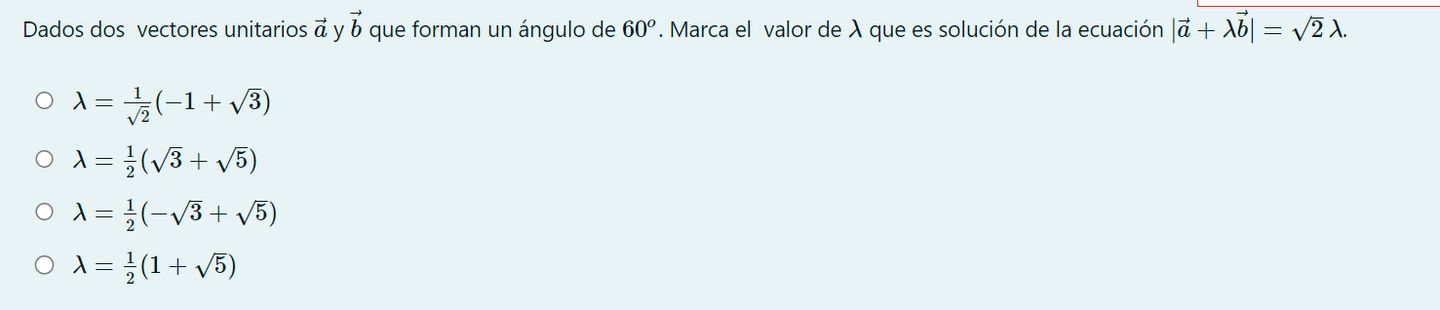 Dados dos vectores unitarios $\vec{a}$ y $\vec{b}$ que forman un ángulo de $60^o$. Marca el valor de $\lambda$ que es solución de la ecuación $|\vec{a} + \lambda\vec{b}| = \sqrt{2}\,\lambda$.
$\lambda = \frac{1}{\sqrt{2}}(-1 + \sqrt{3})$
$\lambda = \frac{1}{2}(\sqrt{3} + \sqrt{5})$
$\lambda = \frac{1}{2}(-\sqrt{3} + \sqrt{5})$
$\lambda = \frac{1}{2}(1 + \sqrt{5})$